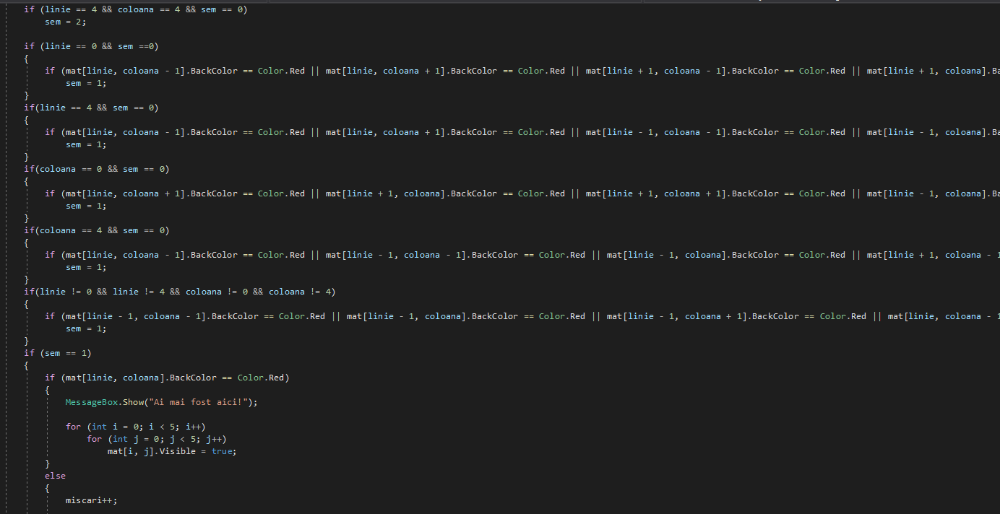 if (linie == 4 && coloana == 4 && sem == 0)
sem = 2;
if (linie == 0 && sem ==0)
{
if (mat[linie, coloana - 1].BackColor == Color.Red || mat[linie, coloana + 1].BackColor == Color.Red || mat[linie + 1, coloana - 1].BackColor == Color.Red || mat[linie + 1, coloana].Ba
sem = 1;
}
if(linie == 4 && sem == 0)
{
if (mat[linie, coloana - 1].BackColor == Color.Red || mat[linie, coloana + 1].BackColor == Color.Red || mat[linie - 1, coloana - 1].BackColor == Color.Red || mat[linie - 1, coloana].Ba
sem = 1;
}
if(coloana == 0 && sem == 0)
{
if (mat[linie, coloana + 1].BackColor == Color.Red || mat[linie + 1, coloana].BackColor == Color.Red || mat[linie + 1, coloana + 1].BackColor == Color.Red || mat[linie - 1, coloana].Ba
sem = 1;
}
if(coloana == 4 && sem == 0)
{
if (mat[linie, coloana - 1].BackColor == Color.Red || mat[linie - 1, coloana - 1].BackColor == Color.Red || mat[linie - 1, coloana].BackColor == Color.Red || mat[linie + 1, coloana - 1
sem = 1;
}
if(linie != 0 && linie != 4 && coloana != 0 && coloana != 4)
{
if (mat[linie - 1, coloana - 1].BackColor == Color.Red || mat[linie - 1, coloana].BackColor == Color.Red || mat[linie - 1, coloana + 1].BackColor == Color.Red || mat[linie, coloana - 1
sem = 1;
}
if (sem == 1)
{
if (mat[linie, coloana].BackColor == Color.Red)
{
MessageBox.Show("Ai mai fost aici!");
for (int i = 0; i < 5; i++)
for (int j = 0; j < 5; j++)
mat[i, j].Visible = true;
}
else
{
miscari++;